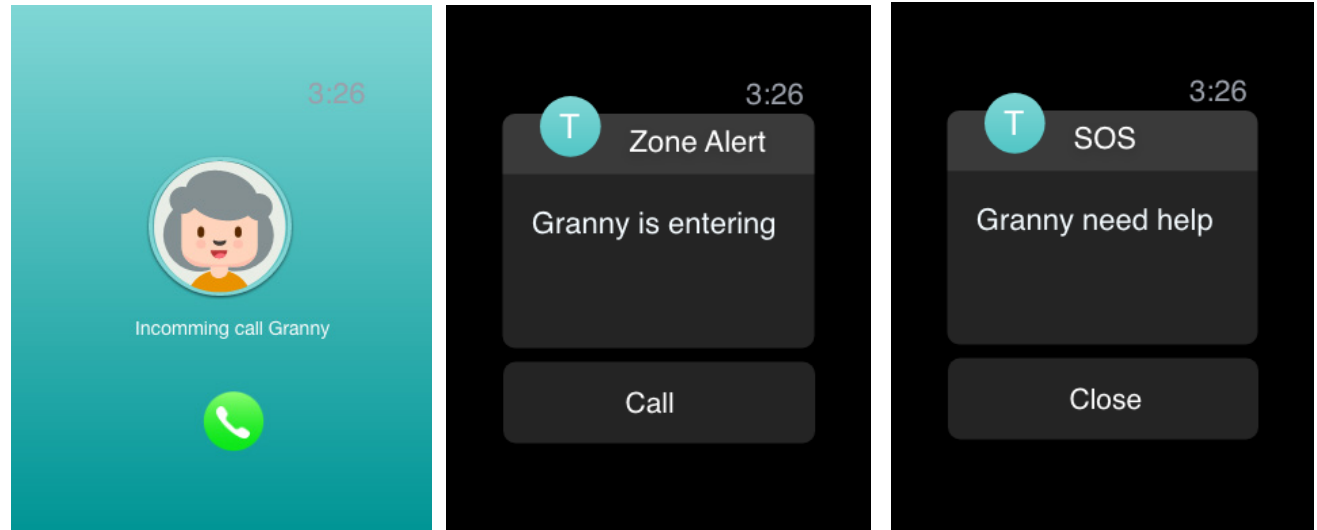 3:26
Incomming call Granny
3:26
T
Zone Alert
Granny is entering
Call
3:26
T
SOS
Granny need help
Close